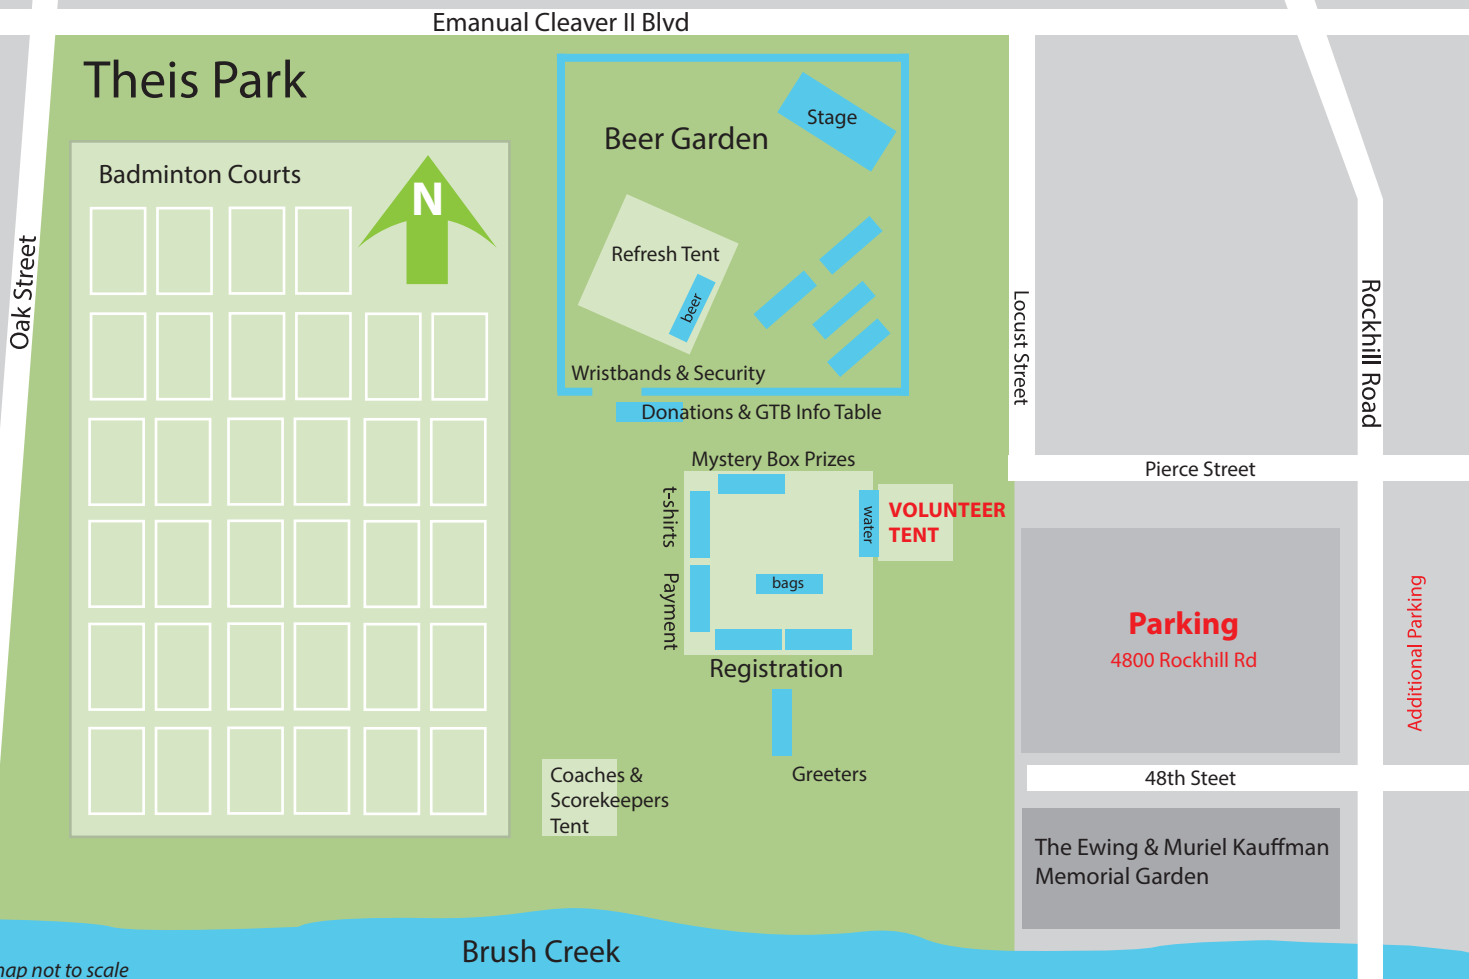 Emanual Cleaver II Blvd
Theis Park
Stage
Beer Garden
Badminton Courts
N
Refresh Tent
beer
Oak Street
Locust Street
Rockhill Road
Wristbands & Security
Donations & GTB Info Table
Mystery Box Prizes
Pierce Street
t-shirts
water
VOLUNTEER
TENT
bags
Payment
Parking
4800 Rockhill Rd
Additional Parking
Registration
Greeters
Coaches &
Scorekeepers
Tent
48th Steet
The Ewing & Muriel Kauffman
Memorial Garden
Brush Creek
not to scale